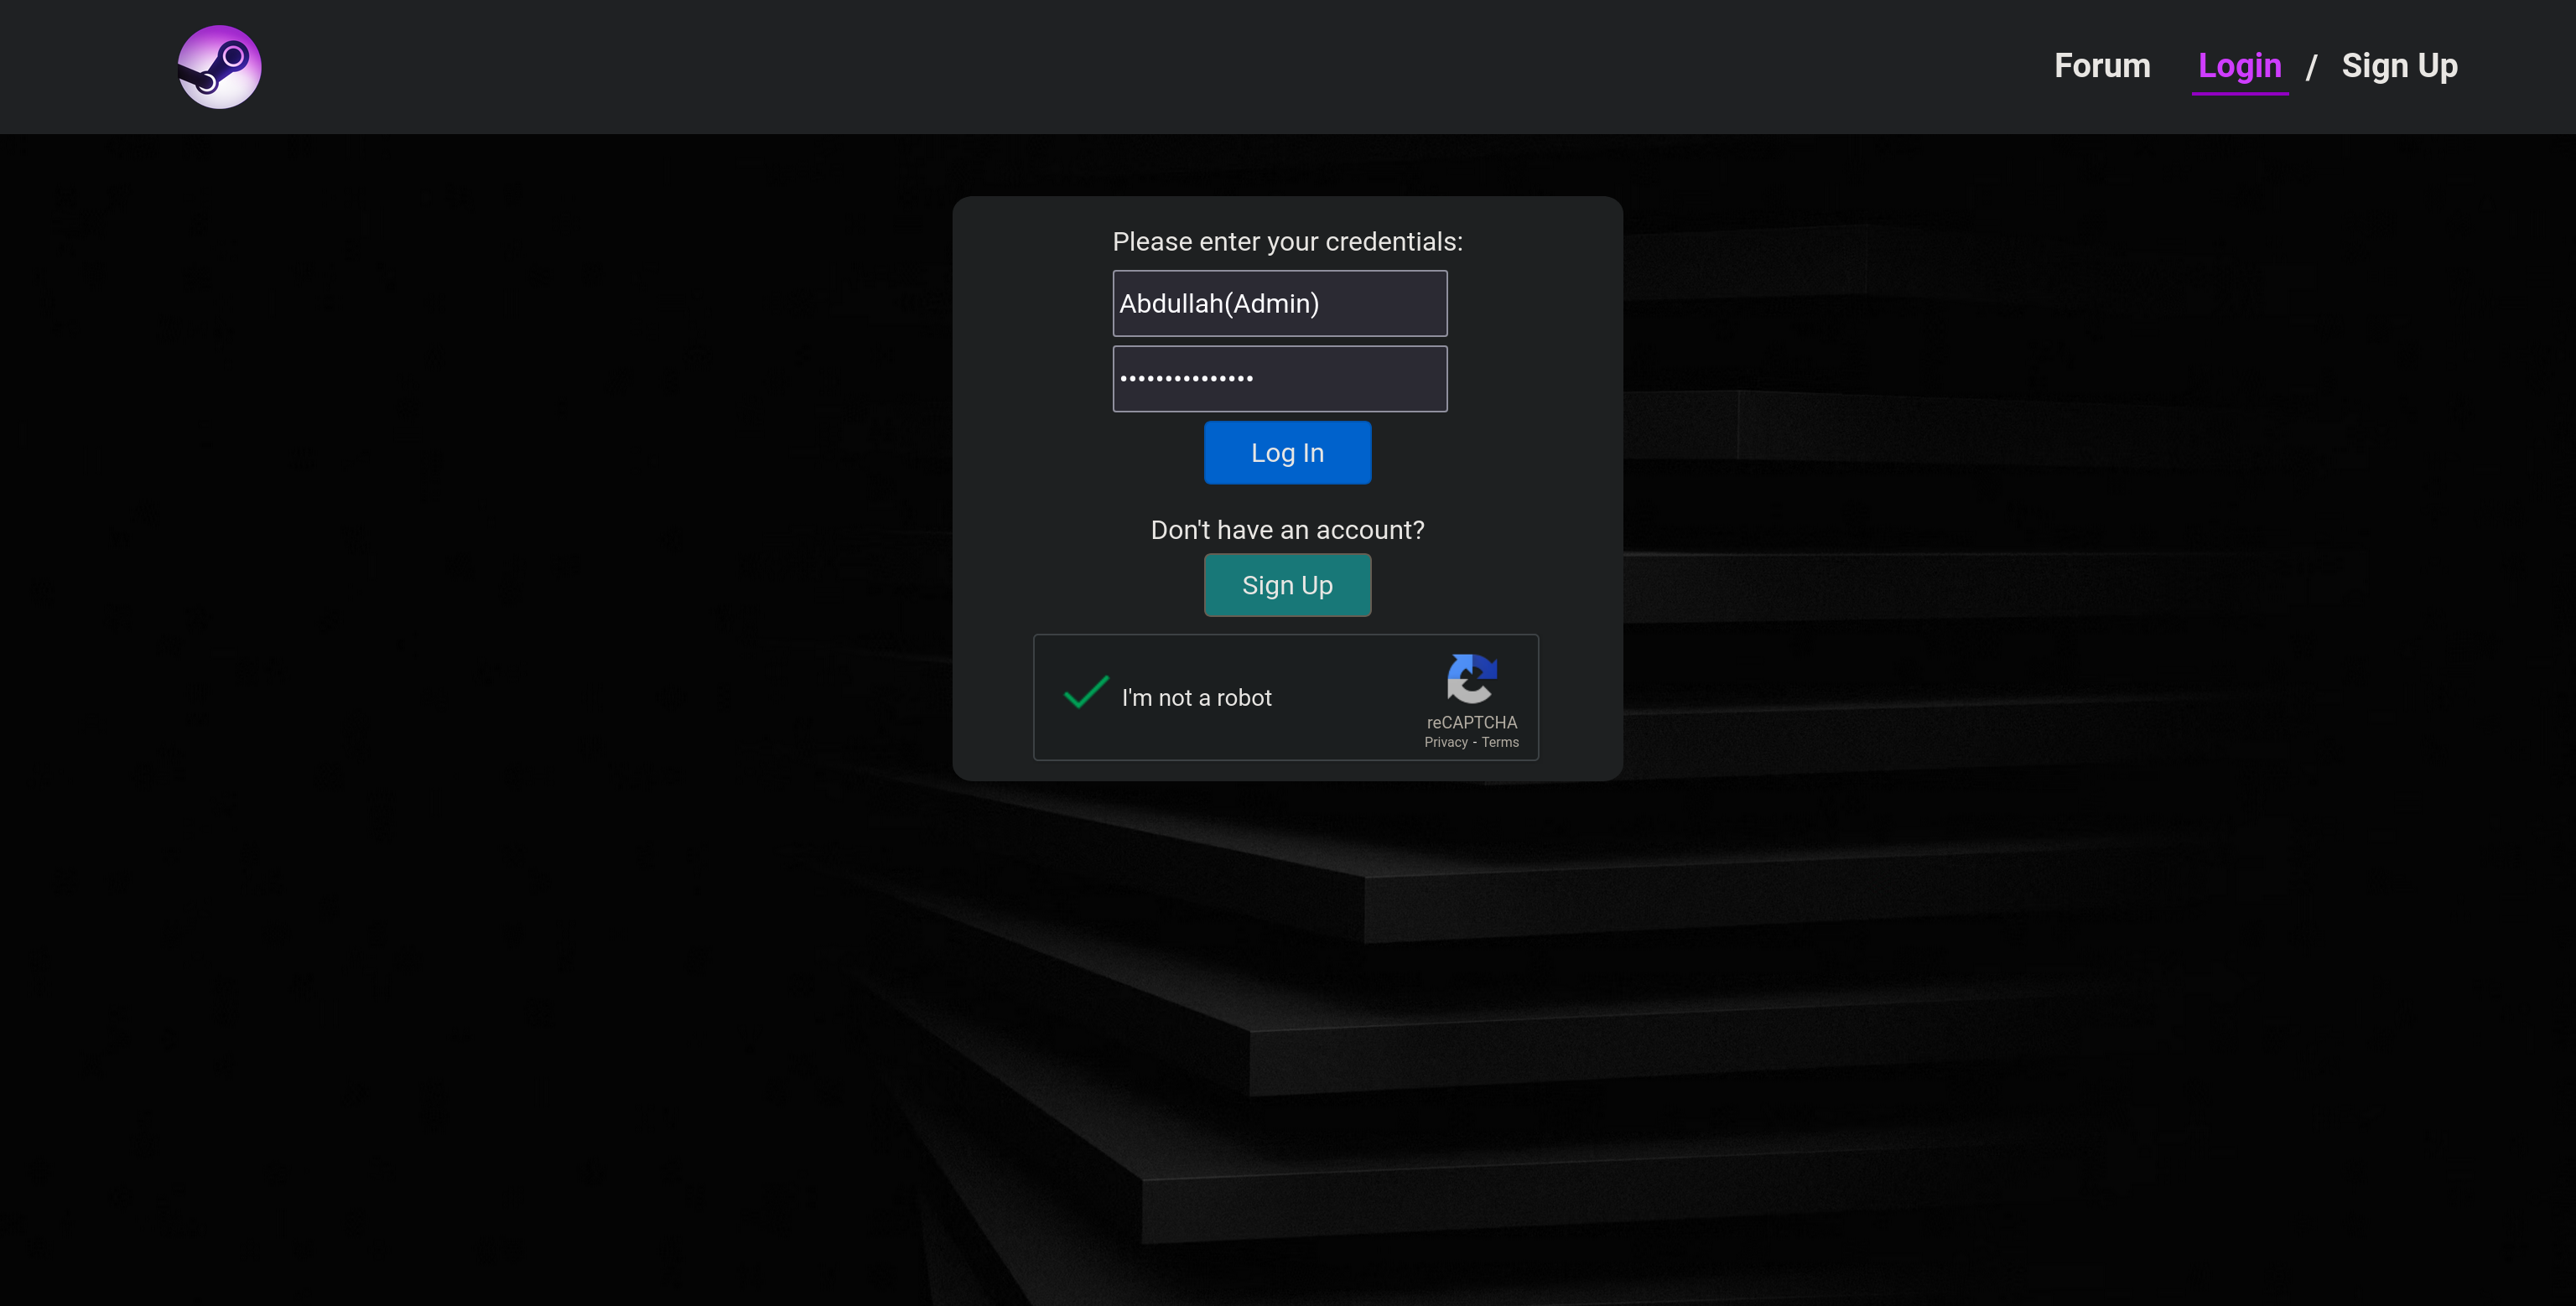 Forum Login / Sign Up
Please enter your credentials:
Abdullah(Admin)
•••••••••••••••
Log In
Don't have an account?
Sign Up
I'm not a robot
reCAPTCHA
Privacy - Terms